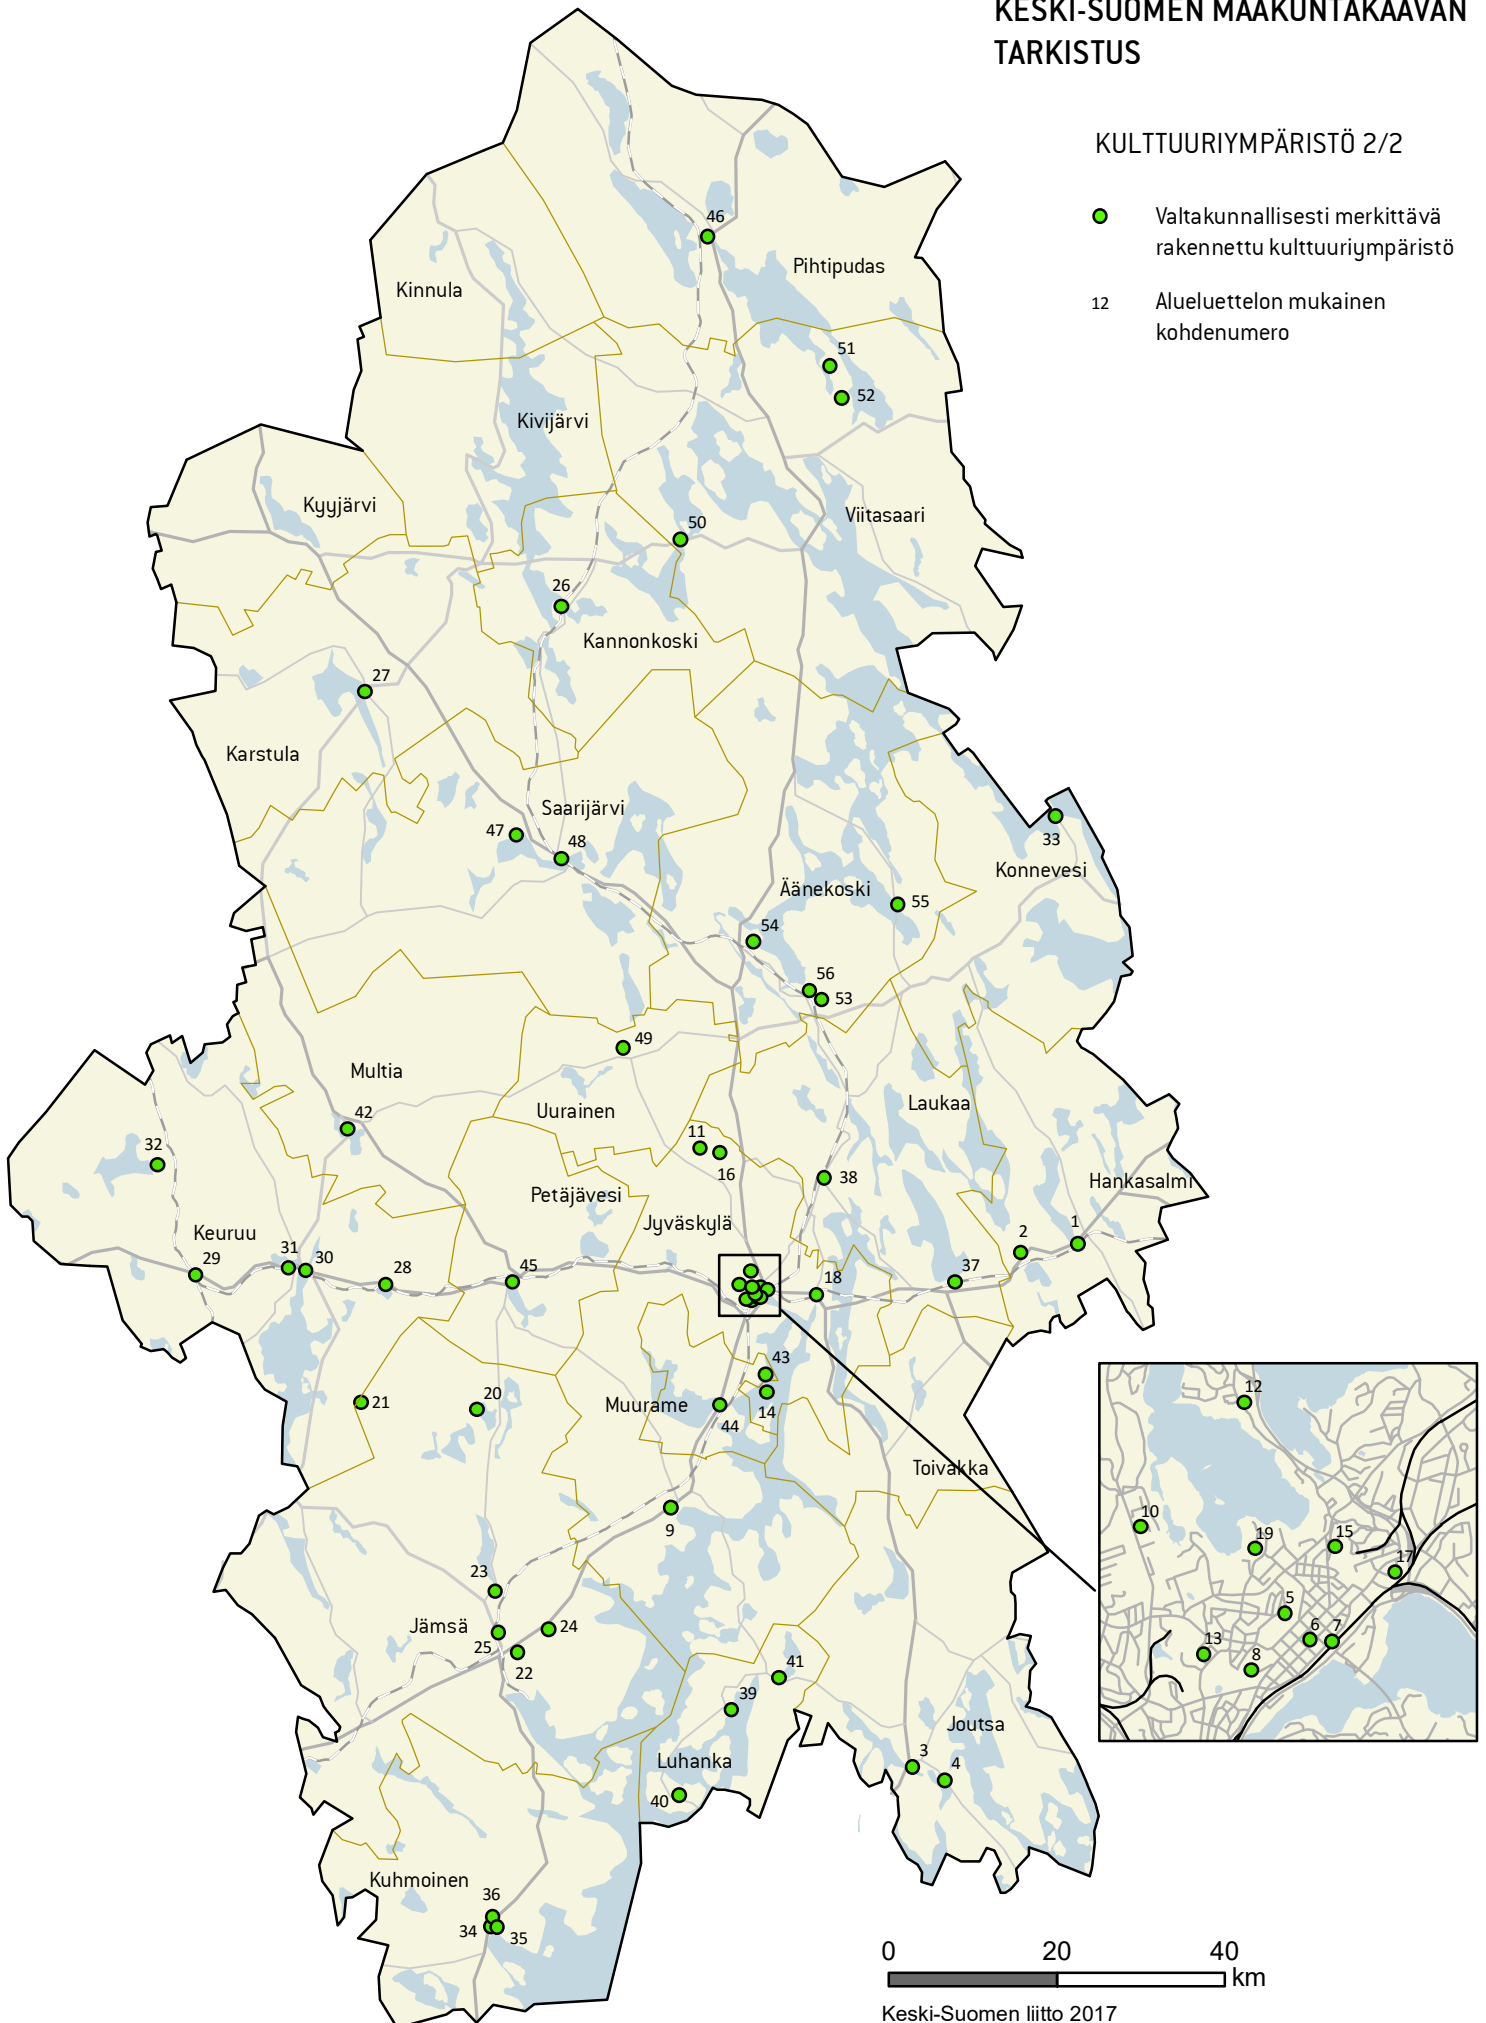 KESKI-SUOMEN MAAKUNTAKAAVAN
TARKISTUS
KULTTUURIYMPÄRISTÖ 2/2
Valtakunnallisesti merkittävä
rakennettu kulttuuriympäristö
12 Alueluettelon mukainen
kohdenumero
46
Pihtipudas
Kinnula
51
52
Kivijärvi
Kyyjärvi
Viitasaari
50
26
Kannonkoski
27
Karstula
Saarijärvi
47
48
33
Konnevesi
Äänekoski
55
54
56
53
49
Multia
Uurainen
Laukaa
42
11
16
32
38
Hankasalmi
Petäjävesi
Jyväskylä
Keuruu
31
30
29
28
45
18
37
2
1
43
14
44
Muurame
21
20
Toivakka
9
23
Jämsä
25
22
24
41
39
Luhanka
40
Joutsa
3
4
Kuhmoinen
36
34
35
12
10
19
15
17
5
6
7
13
8
0 20 40
km
Keski-Suomen liitto 2017